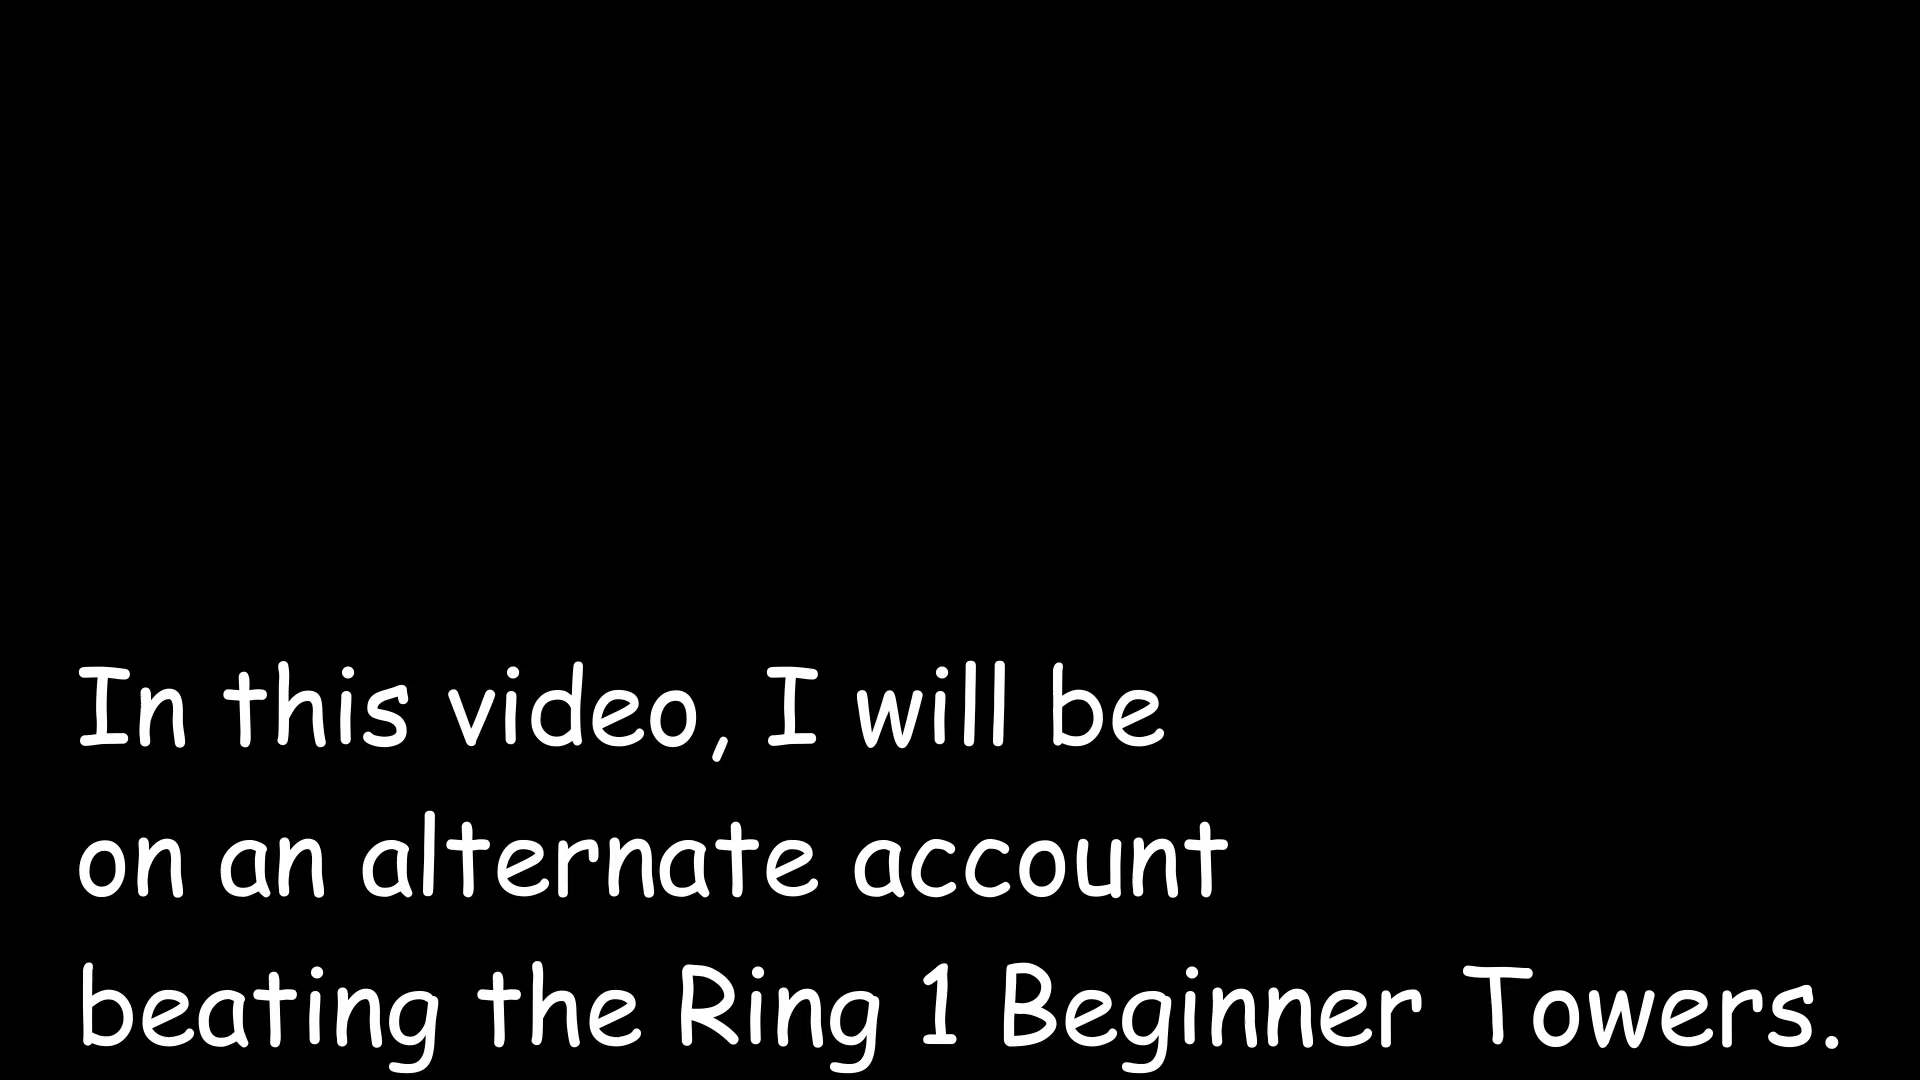 In this video, I will be
on an alternate account
beating the Ring 1 Beginner Towers.